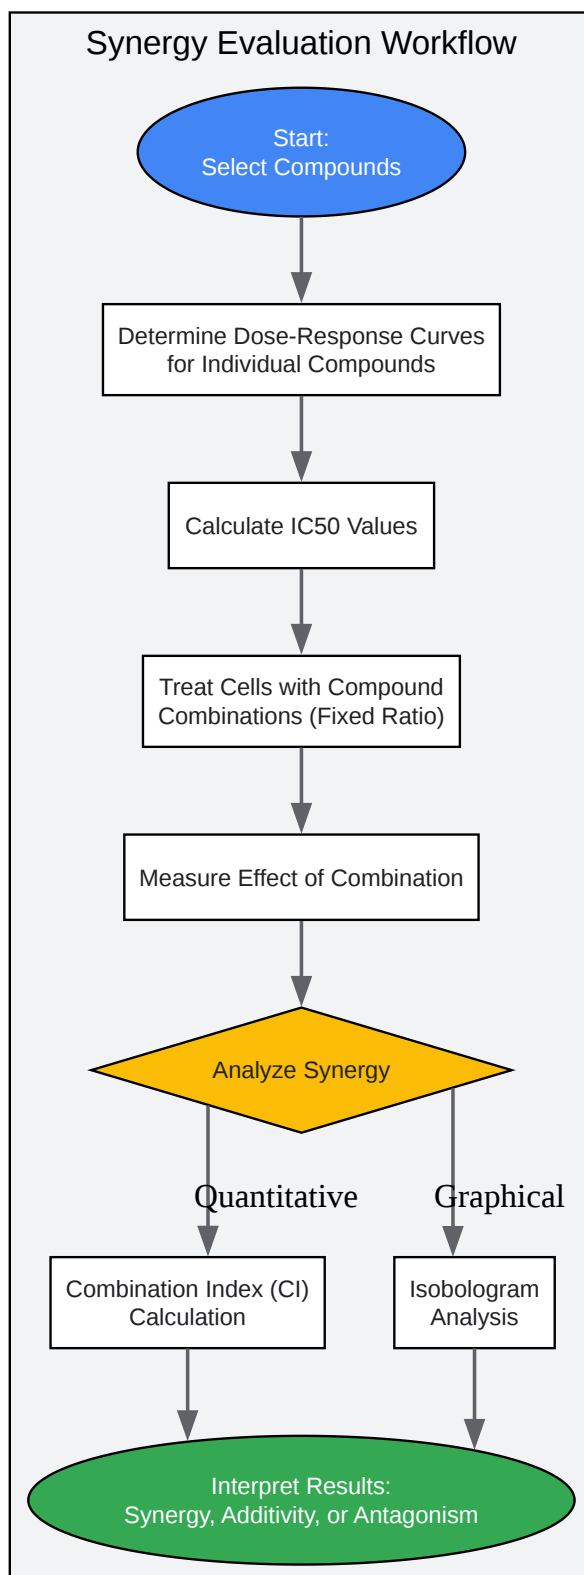 Synergy Evaluation Workflow
Start:
Select Compounds
Determine Dose-Response Curves
for Individual Compounds
Calculate IC50 Values
Treat Cells with Compound
Combinations (Fixed Ratio)
Measure Effect of Combination
Analyze Synergy
Quantitative
Graphical
Combination Index (CI)
Calculation
Isobologram
Analysis
Interpret Results:
Synergy, Additivity, or Antagonism